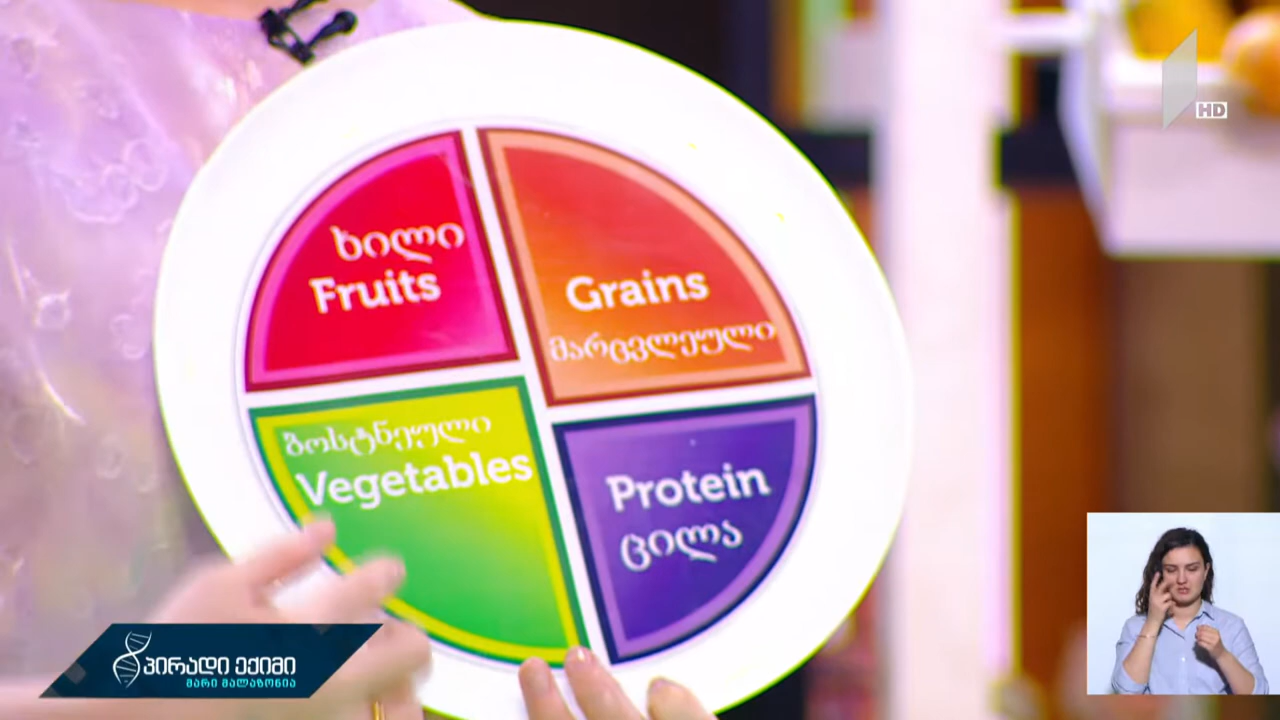 HD
ხილი
Fruits
Grains
მარცვლეული
ბოსტნეული
Vegetables
Protein
ცილა
პირადი ექიმი
მარი მალაზონია